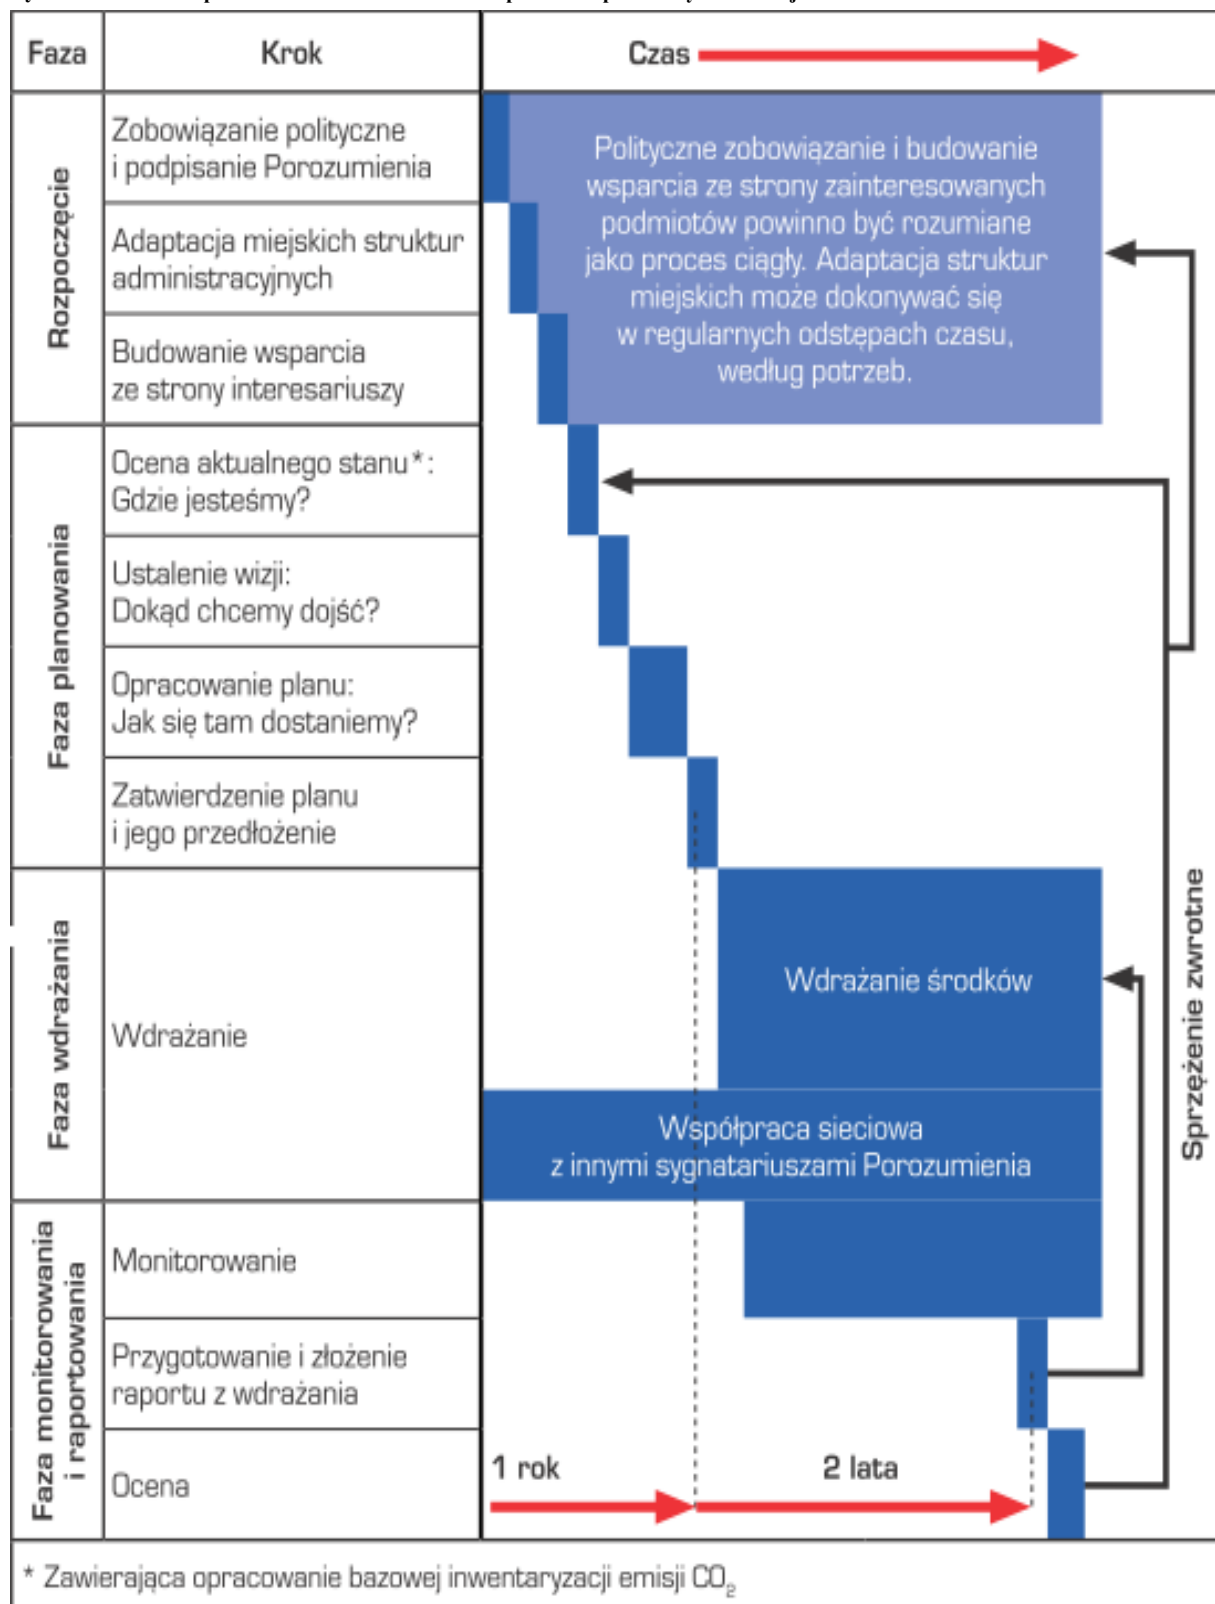 Faza
Krok
Czas
Rozpoczęcie
Zobowiązanie polityczne
i podpisanie Porozumienia
Adaptacja miejskich struktur
administracyjnych
Budowanie wsparcia
ze strony interesariuszy
Polityczne zobowiązanie i budowanie
wsparcia ze strony zainteresowanych
podmiotów powinno być rozumiane
jako proces ciągły. Adaptacja struktur
miejskich może dokonywać się
w regularnych odstępach czasu,
według potrzeb.
Faza planowania
Ocena aktualnego stanu*:
Gdzie jesteśmy?
Ustalenie wizji:
Dokąd chcemy dojść?
Opracowanie planu:
Jak się tam dostaniemy?
Zatwierdzenie planu
i jego przedłożenie
Faza wdrażania
Wdrażanie
Wdrażanie środków
Współpraca sieciowa
z innymi sygnatariuszami Porozumienia
Sprzężenie zwrotne
Faza monitorowania
i raportowania
Monitorowanie
Przygotowanie i złożenie
raportu z wdrażania
Ocena
1 rok
2 lata
* Zawierająca opracowanie bazowej inwentaryzacji emisji CO₂